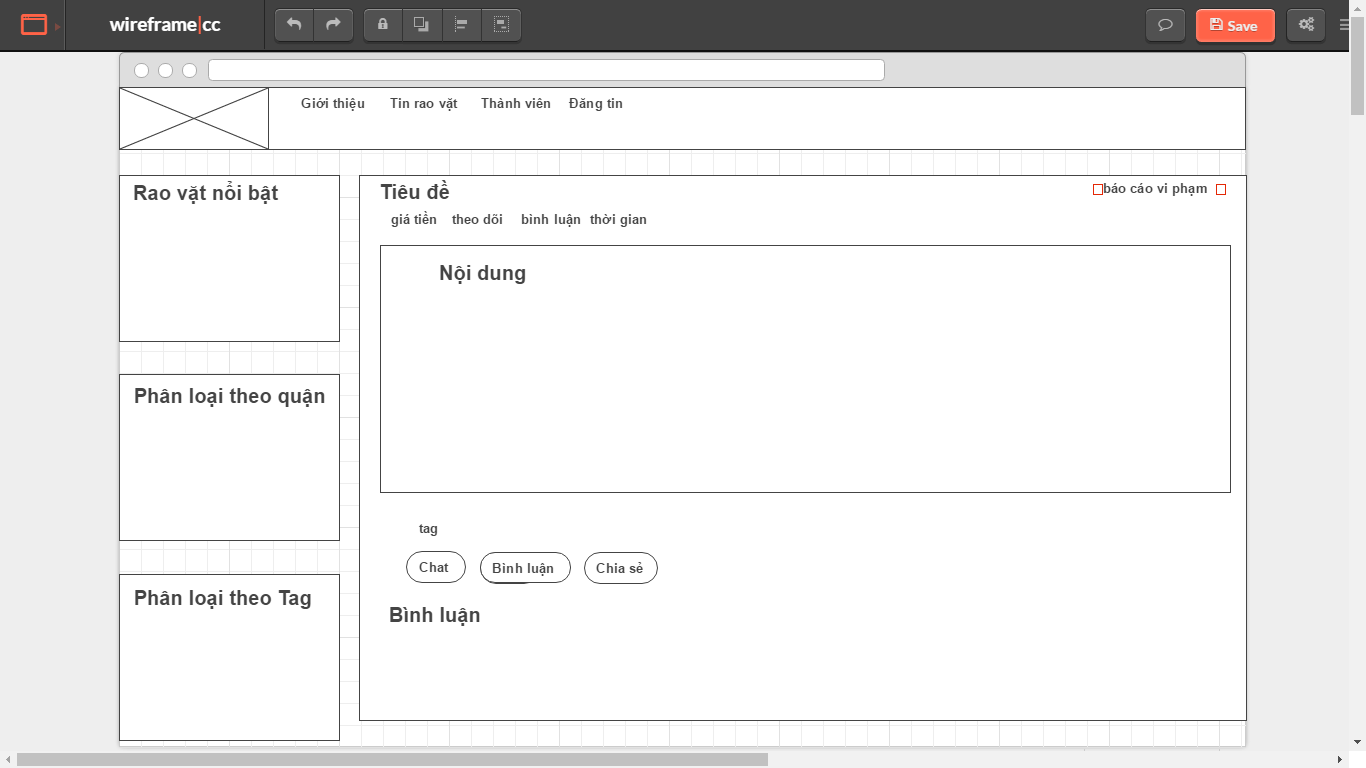 wireframe|cc
Save
Giới thiệu Tin rao vặt Thành viên Đăng tin
Rao vặt nổi bật
Phân loại theo quận
Phân loại theo Tag
Tiêu đề
báo cáo vi phạm
giá tiền theo dõi bình luận thời gian
Nội dung
tag
Chat Bình luận Chia sẻ
Bình luận